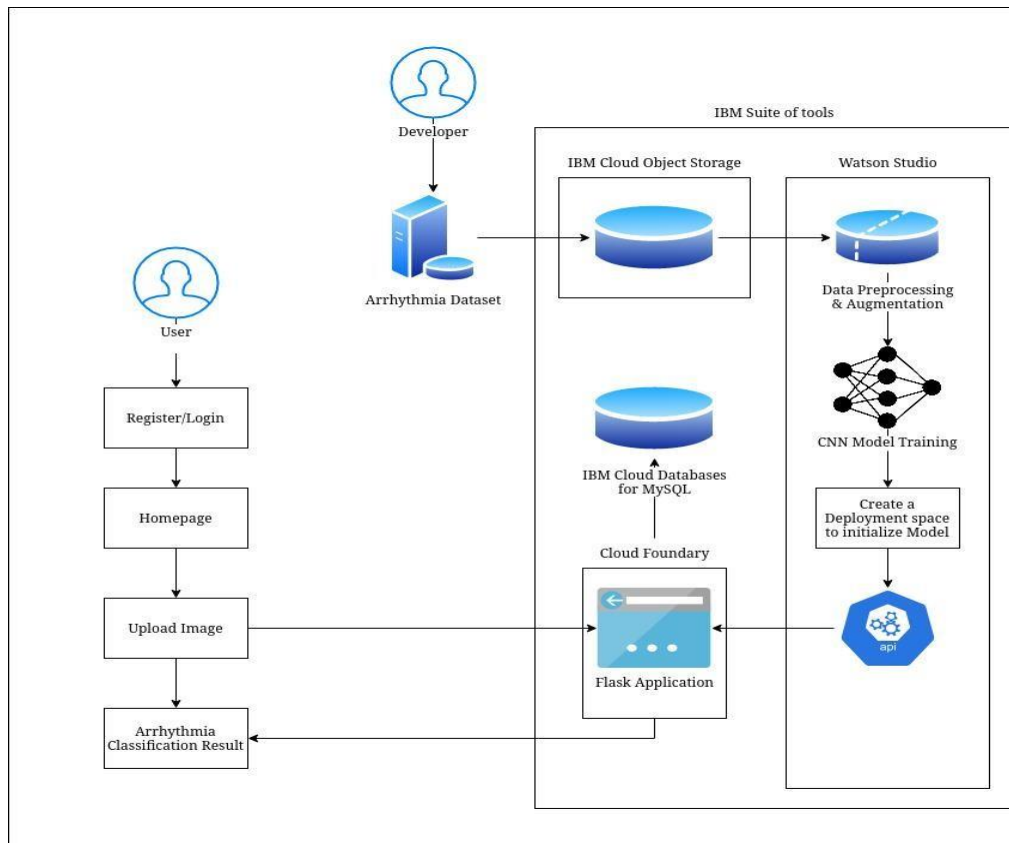 Developer
IBM Suite of tools
IBM Cloud Object Storage
Watson Studio
Arrhythmia Dataset
Data Preprocessing
& Augmentation
User
Register/Login
CNN Model Training
IBM Cloud Databases
for MySQL
Homepage
Create a
Deployment space
to initialize Model
Cloud Foundary
Upload Image
api
Flask Application
Arrhythmia
Classification Result